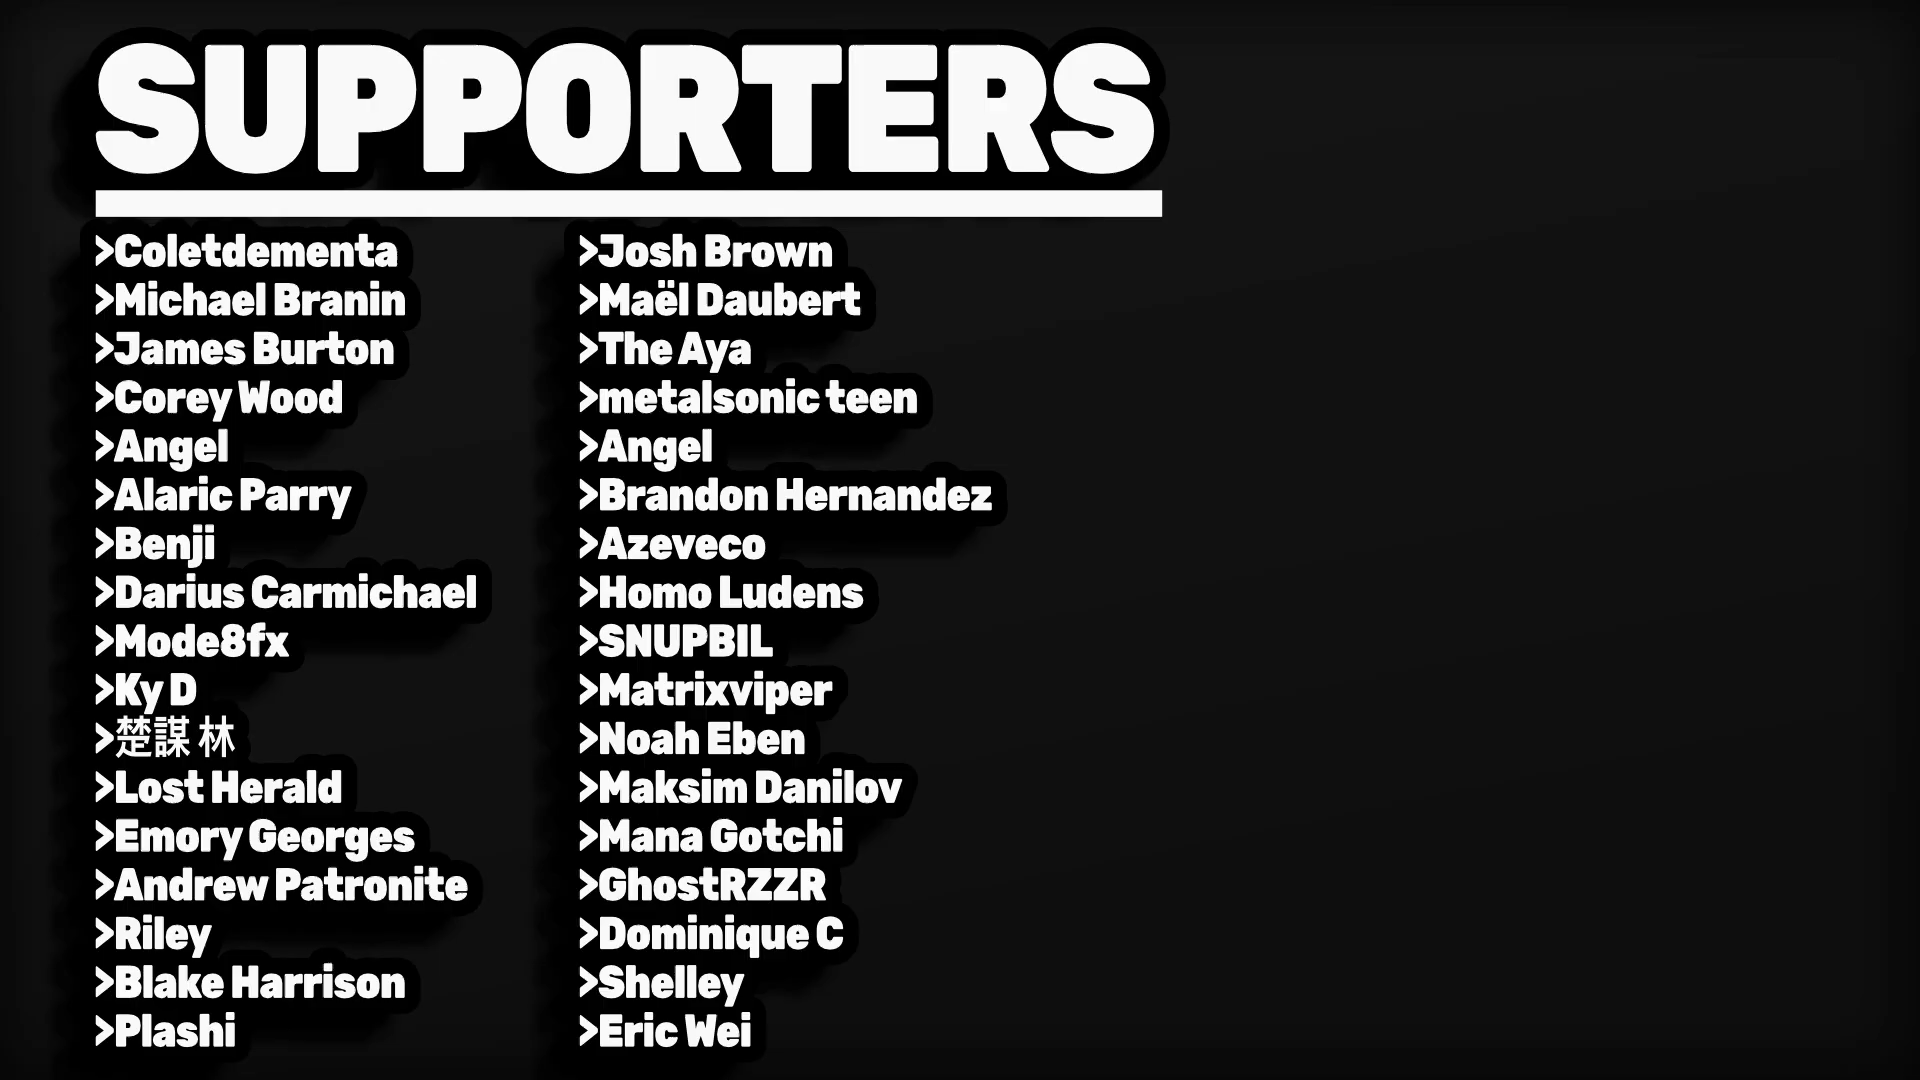 SUPPORTERS
>Coletdementa
>Michael Branin
>James Burton
>Corey Wood
>Angel
>Alaric Parry
>Benji
>Darius Carmichael
>Mode8fx
>Ky D
>楚謀 林
>Lost Herald
>Emory Georges
>Andrew Patronite
>Riley
>Blake Harrison
>Plashi
>Josh Brown
>Maël Daubert
>The Aya
>metalsonic teen
>Angel
>Brandon Hernandez
>Azeveco
>Homo Ludens
>SNUPBIL
>Matrixviper
>Noah Eben
>Maksim Danilov
>Mana Gotchi
>GhostRZZR
>Dominique C
>Shelley
>Eric Wei